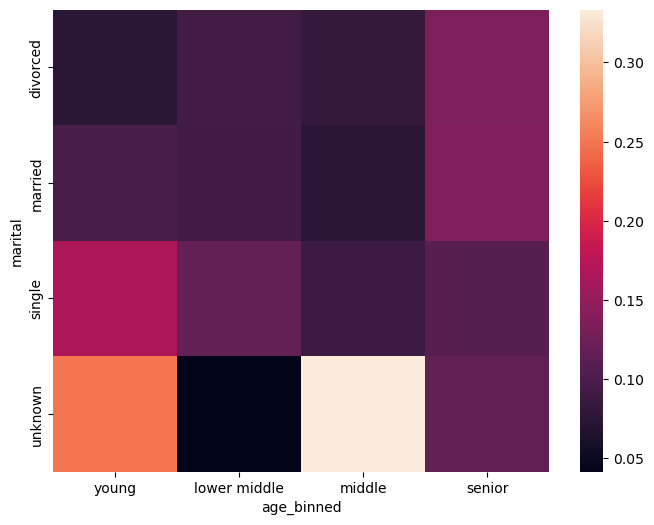 marital
divorced
married
single
unknown
young lower middle middle senior
age_binned
0.30
0.25
0.20
0.15
0.10
0.05